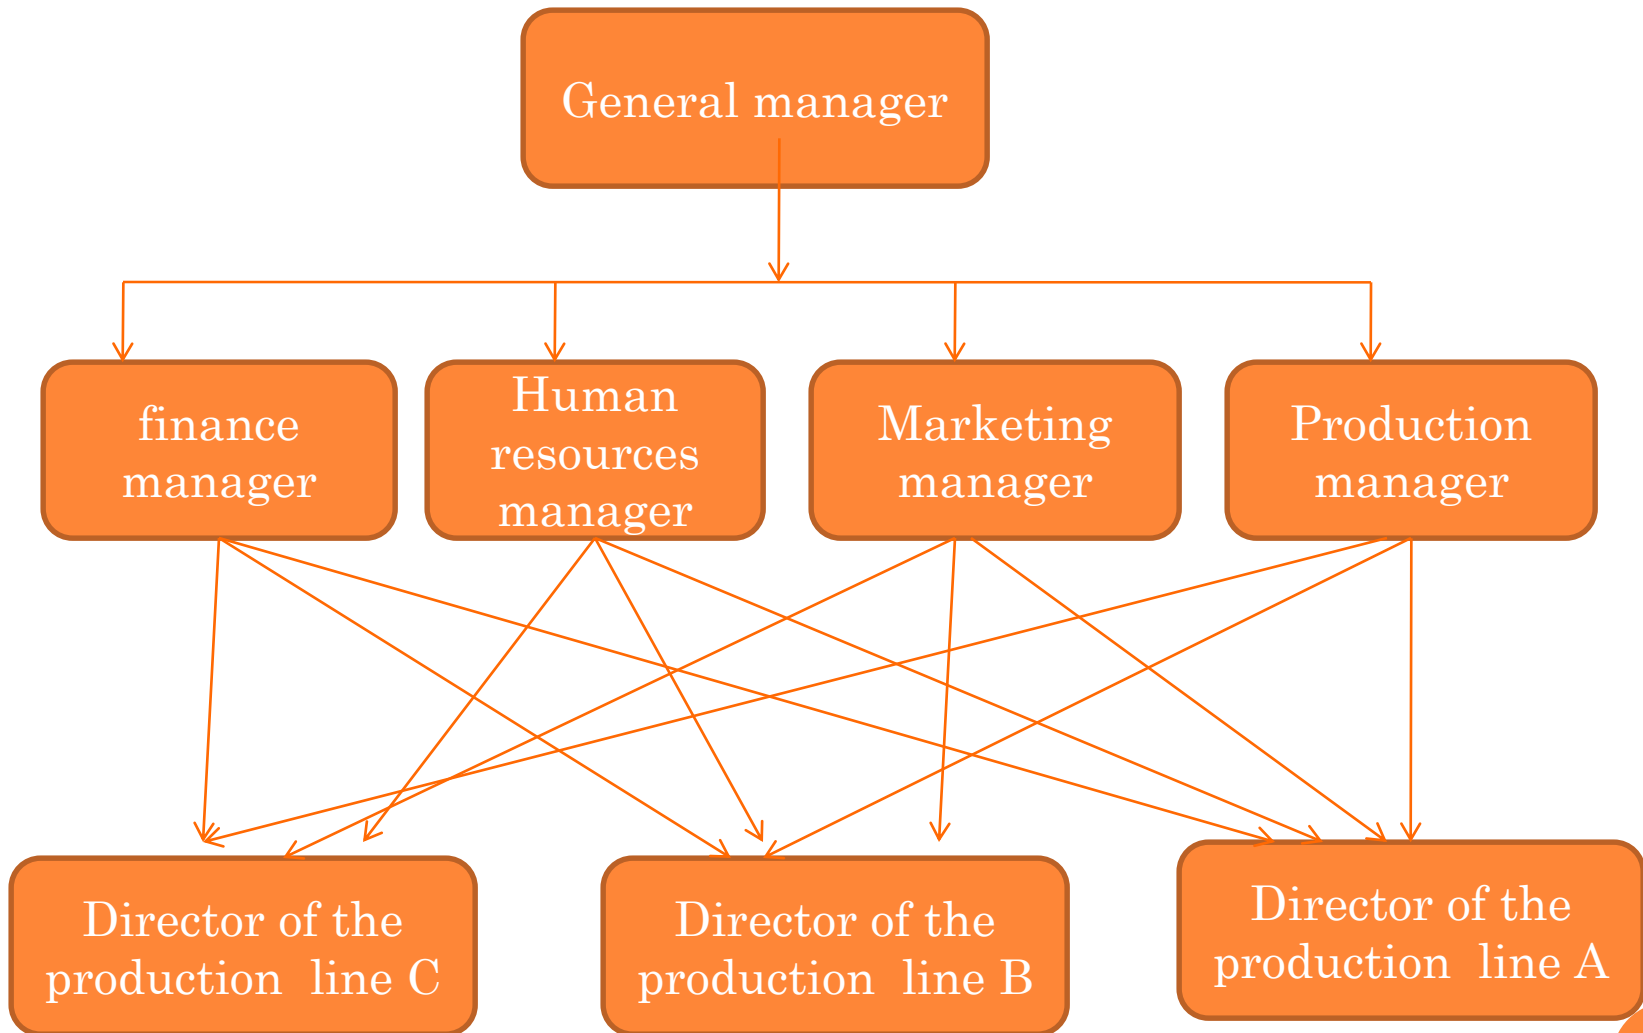 General manager
finance
manager
Human
resources
manager
Marketing
manager
Production
manager
Director of the
production  line C
Director of the
production  line B
Director of the
production  line A